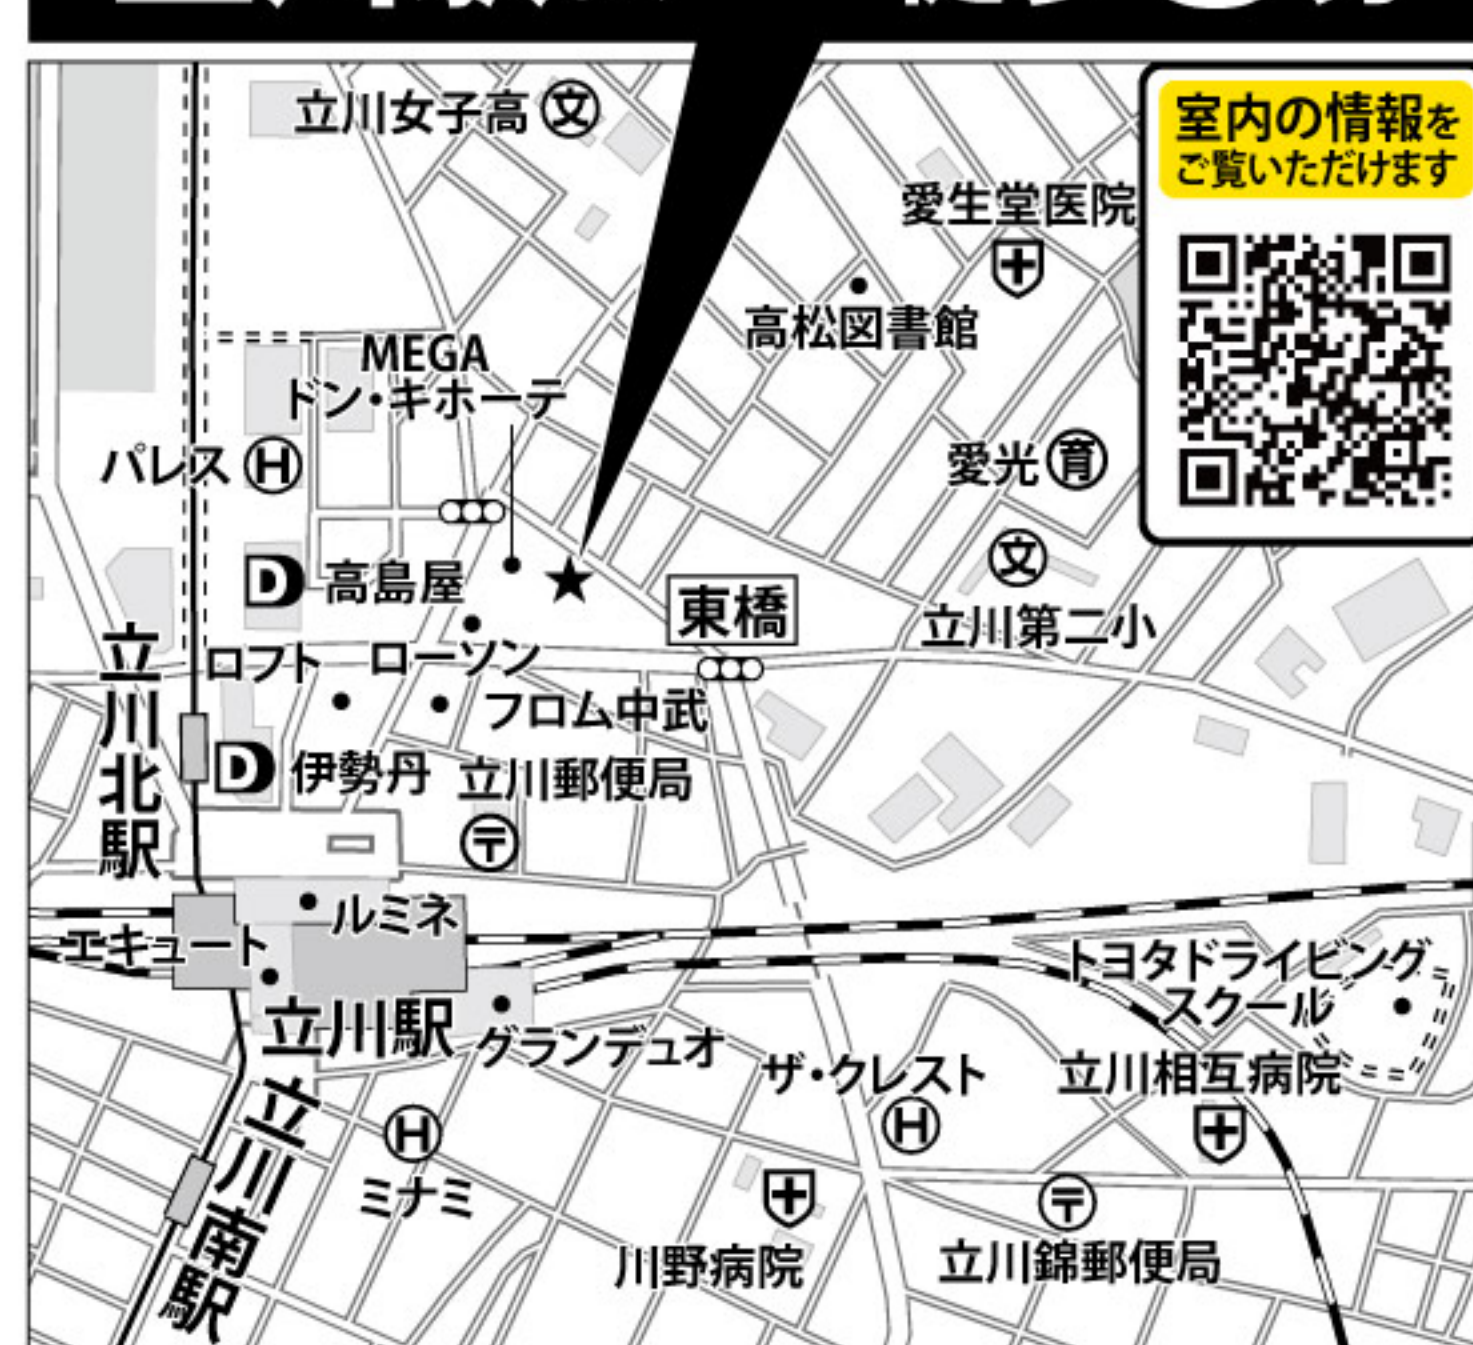 立川女子高 文
室内の情報を
ご覧いただけます
愛生堂医院
高松図書館
MEGA
ドン・キホーテ
パレス H
愛光 育
文
D 高島屋
東橋
立川第二小
ロフト
ローソン
フロム中武
立川北駅
D 伊勢丹
立川郵便局
〒
ルミネ
エキュート
立川駅
グランデュオ
トヨタドライビング
スクール
ザ・クレスト
H
立川相互病院
立川南駅
H
ミナミ
川野病院
〒
立川錦郵便局